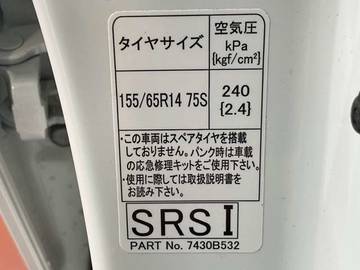 タイヤサイズ
空気圧
kPa
{kgf/cm²}
155/65R14 75S
240
{2.4}
・この車両はスペアタイヤを搭載
しておりません。パンク時は車載
の応急修理キットをご使用下さい。
・使用に際しては取扱説明書を
お読み下さい。
SRS I
PART No. 7430B532